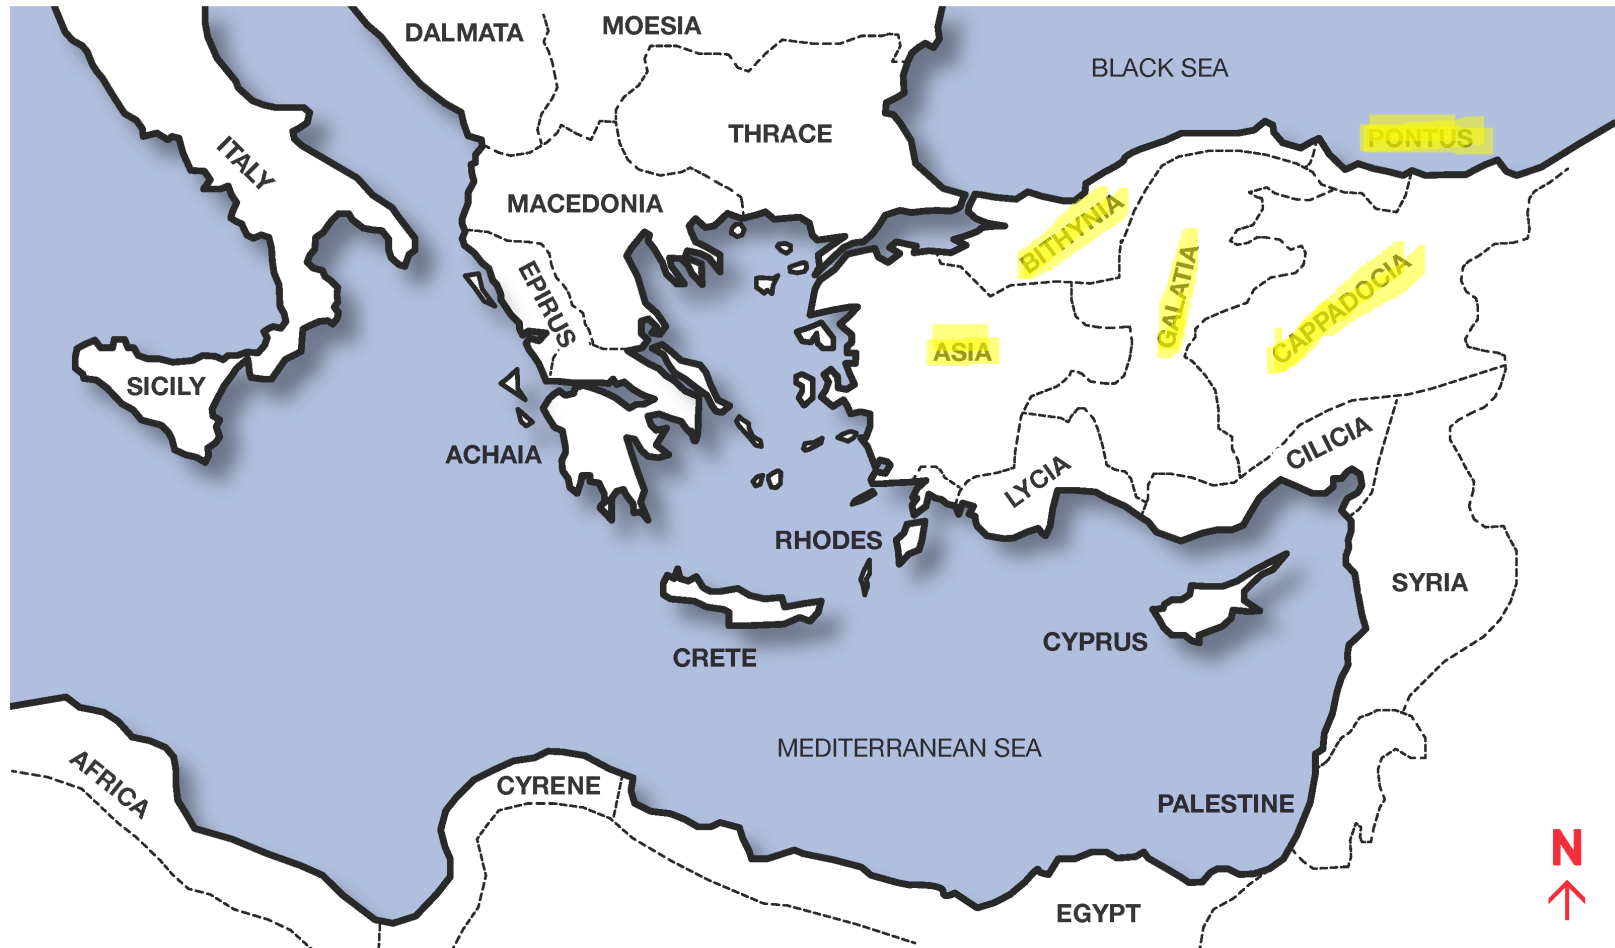 DALMATA
MOESIA
BLACK SEA
THRACE
PONTUS
ITALY
MACEDONIA
BITHYNIA
EPIRUS
GALATIA
CAPPADOCIA
ASIA
SICILY
ACHAIA
CILICIA
LYCIA
RHODES
SYRIA
CRETE
CYPRUS
MEDITERRANEAN SEA
AFRICA
CYRENE
PALESTINE
N
EGYPT